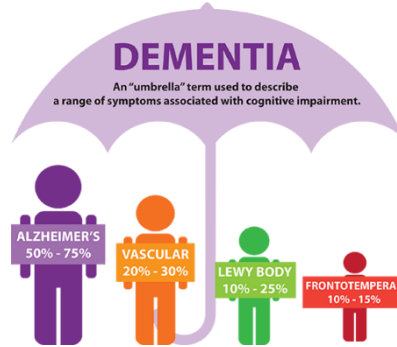 DEMENTIA
An "umbrella" term used to describe
a range of symptoms associated with cognitive impairment.
ALZHEIMER'S
50% - 75%
VASCULAR
20% - 30%
LEWY BODY
10% - 25%
FRONTOTEMPERA
10% - 15%